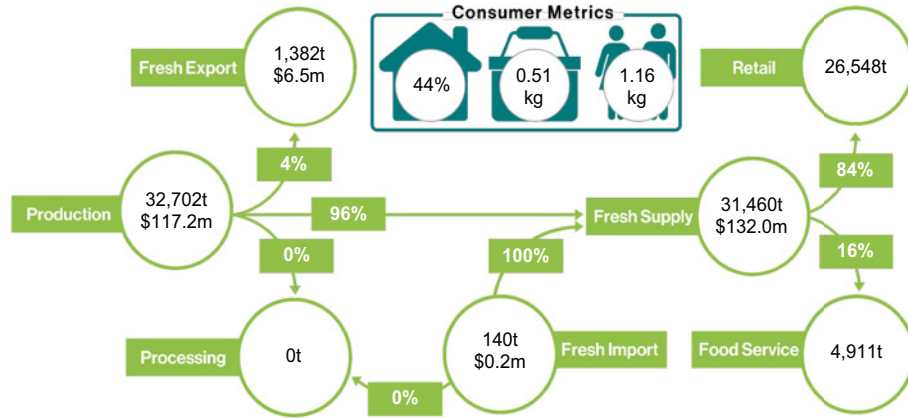 Consumer Metrics
44%
0.51
kg
1.16
kg
Fresh Export
1,382t
$6.5m
Retail
26,548t
4%
84%
Production
32,702t
$117.2m
96%
Fresh Supply
31,460t
$132.0m
0%
100%
16%
Processing
0t
140t
$0.2m
Fresh Import
Food Service
4,911t
0%